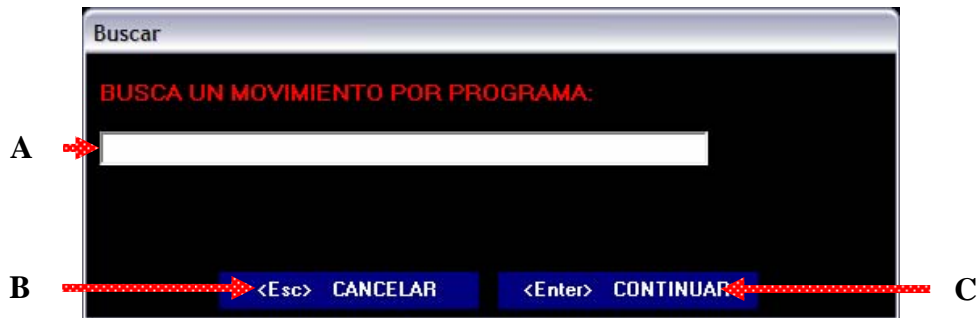 Buscar
BUSCA UN MOVIMIENTO POR PROGRAMA:
A
B <Esc> CANCELAR <Enter> CONTINUAR C